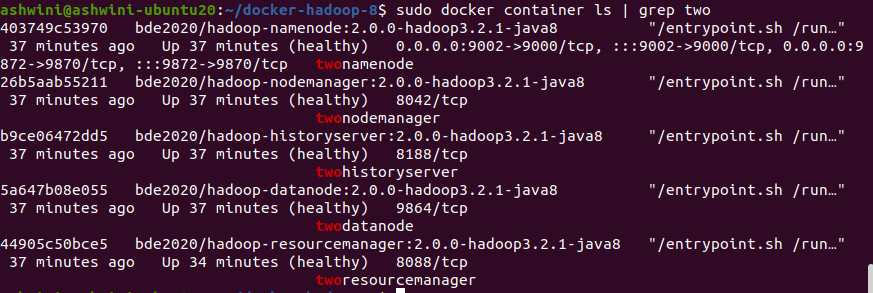 ashwini@ashwini-ubuntu20:~/docker-hadoop-8$ sudo docker container ls | grep two
403749c53970   bde2020/hadoop-namenode:2.0.0-hadoop3.2.1-java8          "/entrypoint.sh /run…"
 37 minutes ago   Up 37 minutes (healthy)   0.0.0.0:9002->9000/tcp, :::9002->9000/tcp, 0.0.0.0:9
872->9870/tcp, :::9872->9870/tcp   twonamenode
26b5aab55211   bde2020/hadoop-nodemanager:2.0.0-hadoop3.2.1-java8       "/entrypoint.sh /run…"
 37 minutes ago   Up 37 minutes (healthy)   8042/tcp
twonodemanager
b9ce06472dd5   bde2020/hadoop-historyserver:2.0.0-hadoop3.2.1-java8     "/entrypoint.sh /run…"
 37 minutes ago   Up 37 minutes (healthy)   8188/tcp
twohistoryserver
5a647b08e055   bde2020/hadoop-datanode:2.0.0-hadoop3.2.1-java8          "/entrypoint.sh /run…"
 37 minutes ago   Up 37 minutes (healthy)   9864/tcp
twodatanode
44905c50bce5   bde2020/hadoop-resourcemanager:2.0.0-hadoop3.2.1-java8   "/entrypoint.sh /run…"
 37 minutes ago   Up 34 minutes (healthy)   8088/tcp
tworesourcemanager